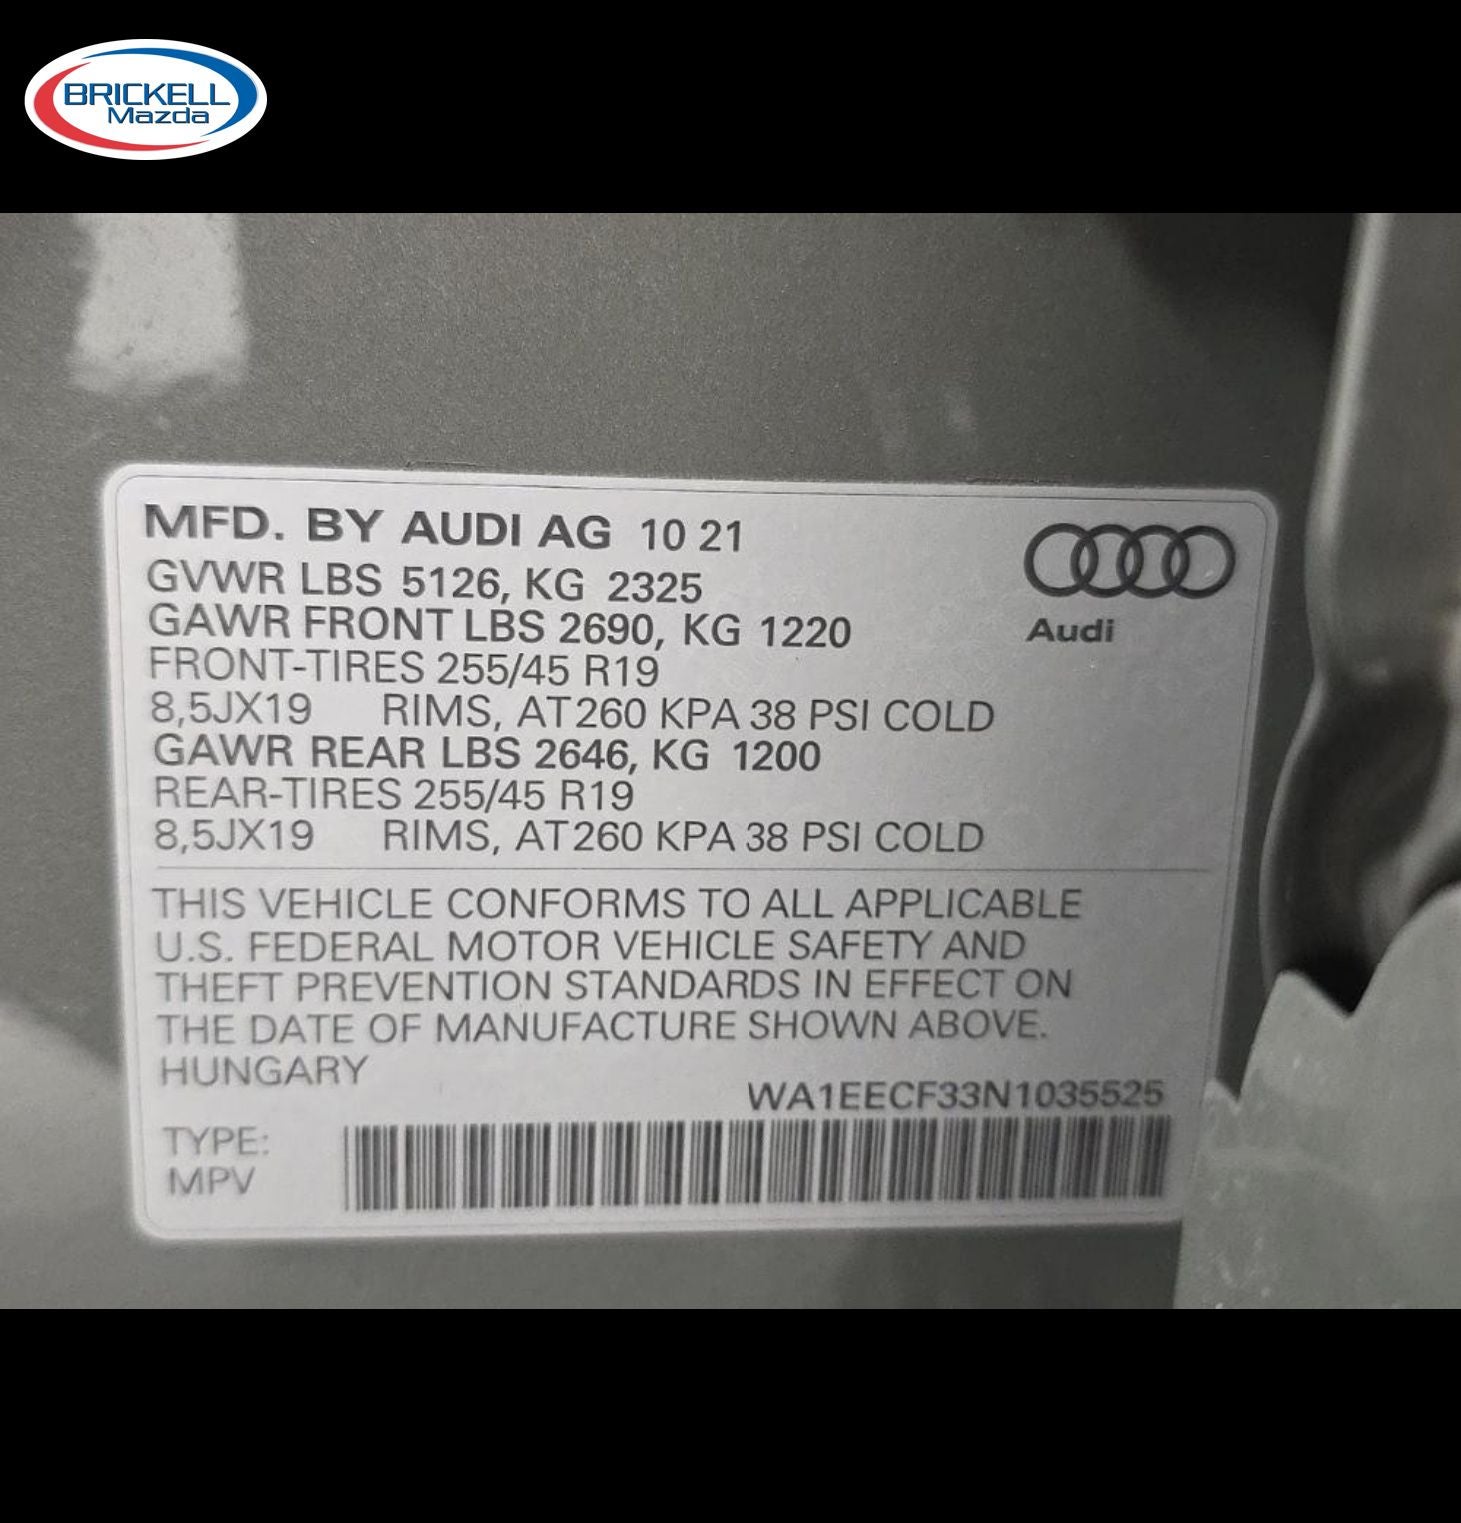 BRICKELL
Mazda
MFD. BY AUDI AG 10 21
GVWR LBS 5126, KG 2325
GAWR FRONT LBS 2690, KG 1220
FRONT-TIRES 255/45 R19
8,5JX19 RIMS, AT 260 KPA 38 PSI COLD
GAWR REAR LBS 2646, KG 1200
REAR-TIRES 255/45 R19
8,5JX19 RIMS, AT 260 KPA 38 PSI COLD
Audi
THIS VEHICLE CONFORMS TO ALL APPLICABLE
U.S. FEDERAL MOTOR VEHICLE SAFETY AND
THEFT PREVENTION STANDARDS IN EFFECT ON
THE DATE OF MANUFACTURE SHOWN ABOVE.
HUNGARY
WA1EECF33N1035525
TYPE:
MPV